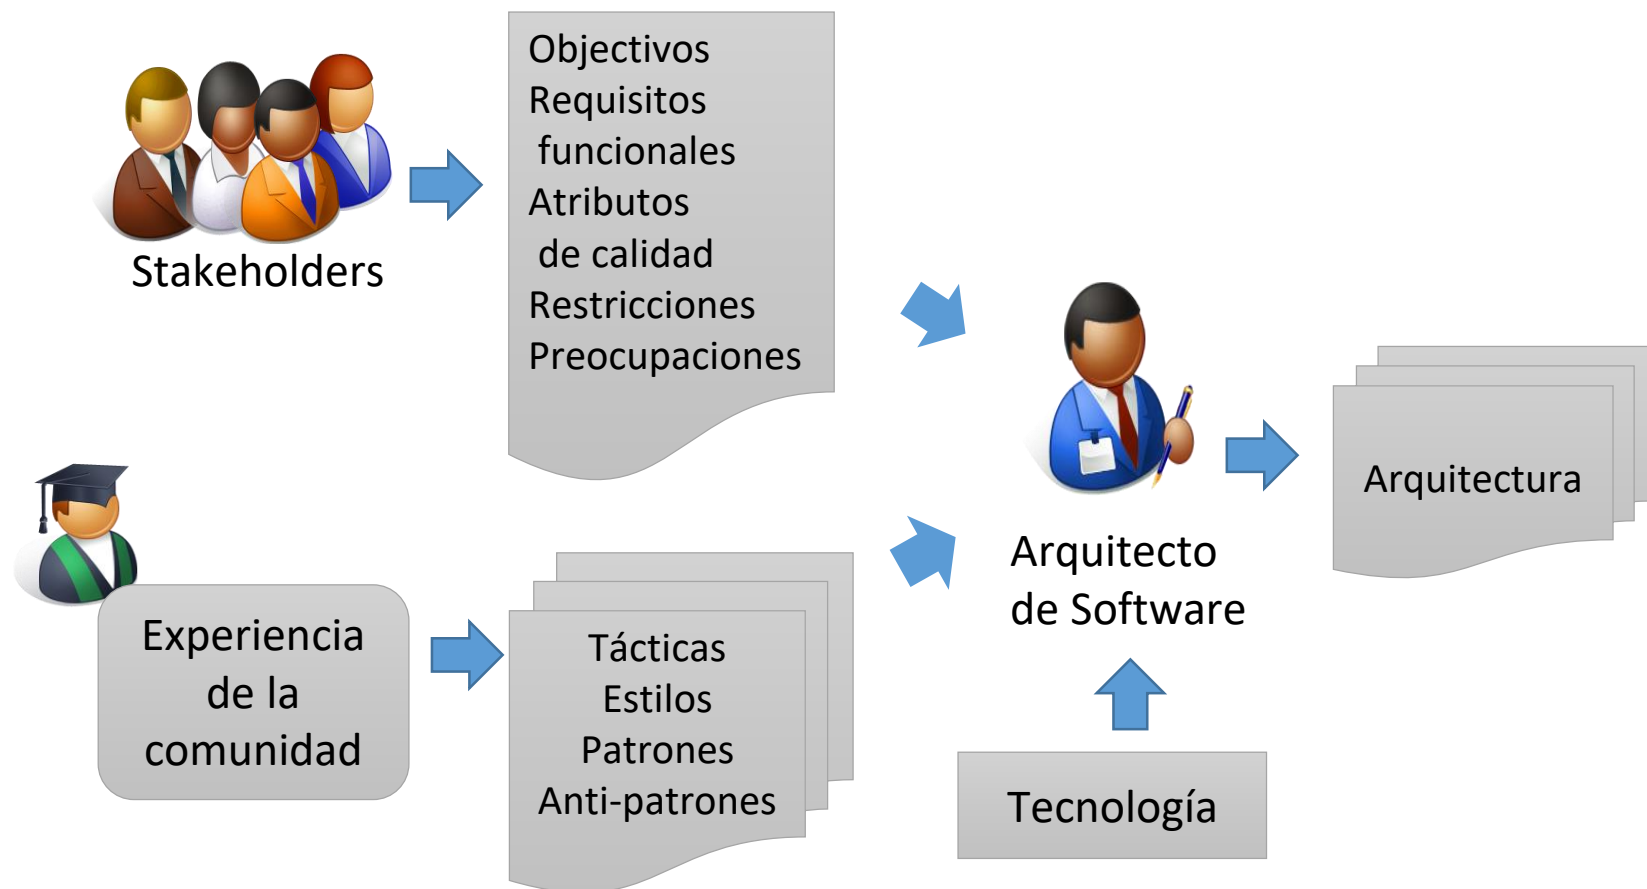 Objectivos
Requisitos
funcionales
Atributos
de calidad
Restricciones
Preocupaciones
Stakeholders
Arquitecto
de Software
Arquitectura
Experiencia
de la
comunidad
Tácticas
Estilos
Patrones
Anti-patrones
Tecnología